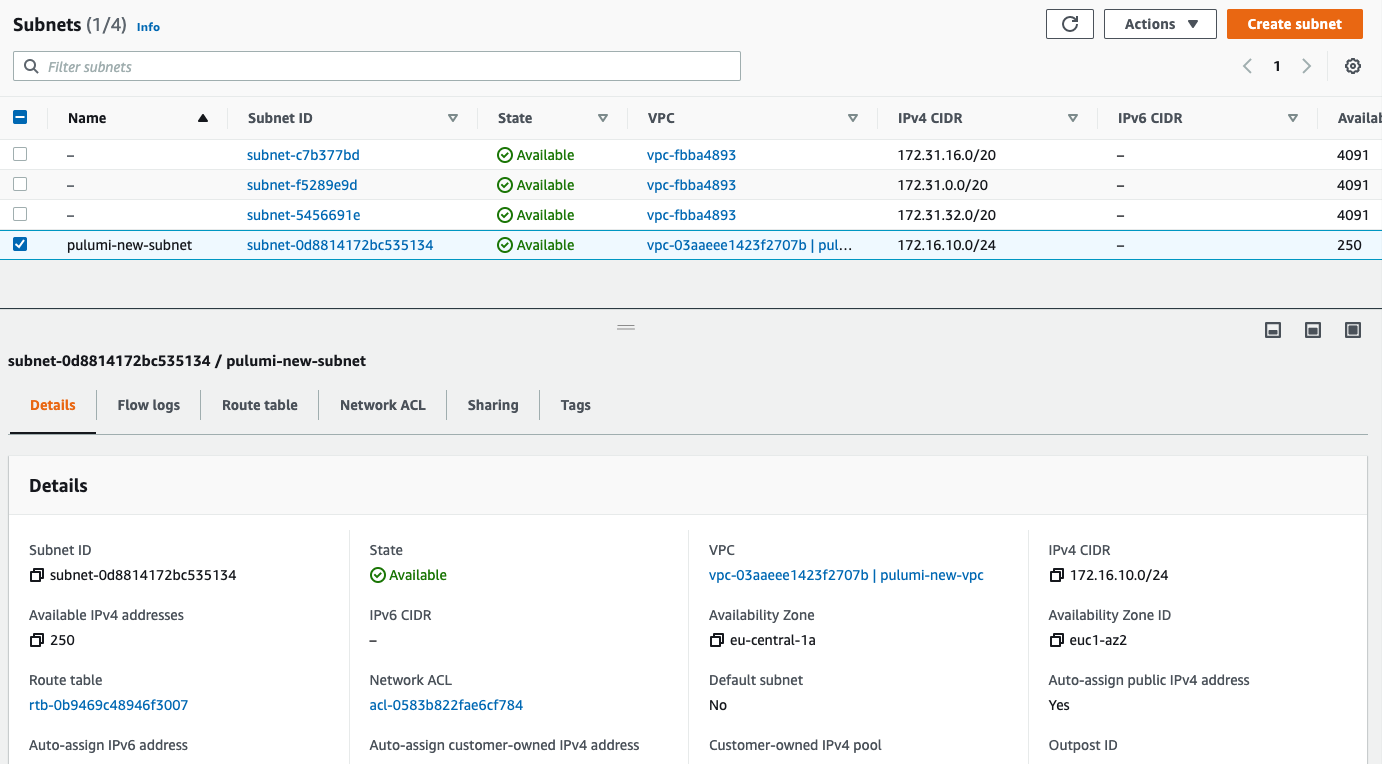 Subnets (1/4) Info
Actions
Create subnet
Filter subnets
1
Name Subnet ID State VPC IPv4 CIDR IPv6 CIDR Availab
– subnet-c7b377bd Available vpc-fbba4893 172.31.16.0/20 – 4091
– subnet-f5289e9d Available vpc-fbba4893 172.31.0.0/20 – 4091
– subnet-5456691e Available vpc-fbba4893 172.31.32.0/20 – 4091
pulumi-new-subnet subnet-0d8814172bc535134 Available vpc-03aaeee1423f2707b | pul... 172.16.10.0/24 – 250
subnet-0d8814172bc535134 / pulumi-new-subnet
Details Flow logs Route table Network ACL Sharing Tags
Details
Subnet ID State VPC IPv4 CIDR
subnet-0d8814172bc535134 Available vpc-03aaeee1423f2707b | pulumi-new-vpc 172.16.10.0/24
Available IPv4 addresses IPv6 CIDR Availability Zone Availability Zone ID
250 – eu-central-1a euc1-az2
Route table Network ACL Default subnet Auto-assign public IPv4 address
rtb-0b9469c48946f3007 acl-0583b822fae6cf784 No Yes
Auto-assign IPv6 address Auto-assign customer-owned IPv4 address Customer-owned IPv4 pool Outpost ID